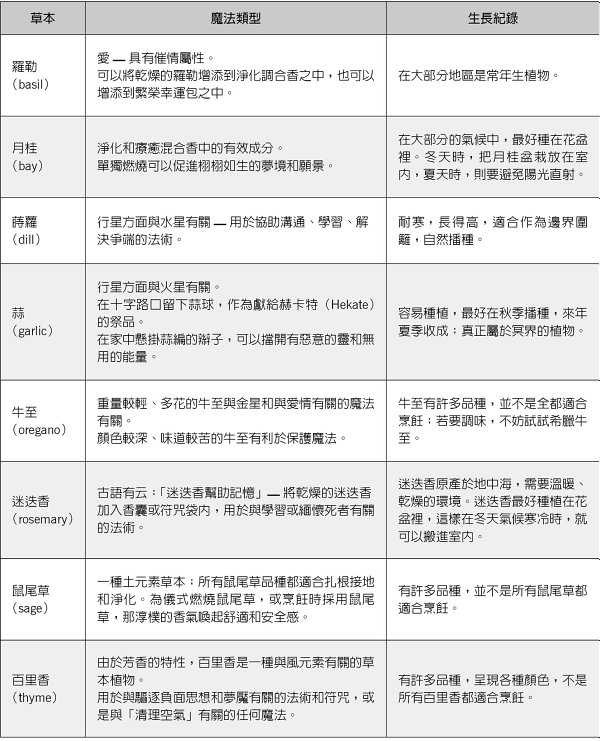 草本
魔法類型
生長紀錄
羅勒
（basil）
愛 — 具有催情屬性。
可以將乾燥的羅勒增添到淨化調合香之中，也可以
增添到繁榮幸運包之中。
在大部分地區是常年生植物。
月桂
（bay）
淨化和療癒混合香中的有效成分。
單獨燃燒可以促進栩栩如生的夢境和願景。
在大部分的氣候中，最好種在花盆
裡。冬天時，把月桂盆栽放在室
內，夏天時，則要避免陽光直射。
蒔蘿
（dill）
行星方面與水星有關 — 用於協助溝通、學習、解
決爭端的法術。
耐寒，長得高，適合作為邊界圍
籬，自然播種。
蒜
（garlic）
行星方面與火星有關。
在十字路口留下蒜球，作為獻給赫卡特（Hekate）
的祭品。
在家中懸掛蒜編的辮子，可以擋開有惡意的靈和無
用的能量。
容易種植，最好在秋季播種，來年
夏季收成；真正屬於冥界的植物。
牛至
（oregano）
重量較輕、多花的牛至與金星和與愛情有關的魔法
有關。
顏色較深、味道較苦的牛至有利於保護魔法。
牛至有許多品種，並不是全都適合
烹飪；若要調味，不妨試試希臘牛
至。
迷迭香
（rosemary）
古語有云：「迷迭香幫助記憶」— 將乾燥的迷迭香
加入香囊或符咒袋內，用於與學習或緬懷死者有關
的法術。
迷迭香原產於地中海，需要溫暖、
乾燥的環境。迷迭香最好種植在花
盆裡，這樣在冬天氣候寒冷時，就
可以搬進室內。
鼠尾草
（sage）
一種土元素草本；所有鼠尾草品種都適合扎根接地
和淨化。為儀式燃燒鼠尾草，或烹飪時採用鼠尾
草，那淳樸的香氣喚起舒適和安全感。
有許多品種，並不是所有鼠尾草都
適合烹飪。
百里香
（thyme）
由於芳香的特性，百里香是一種與風元素有關的草
本植物。
用於與驅逐負面思想和夢魘有關的法術和符咒，或
是與「清理空氣」有關的任何魔法。
有許多品種，呈現各種顏色，不是
所有百里香都適合烹飪。